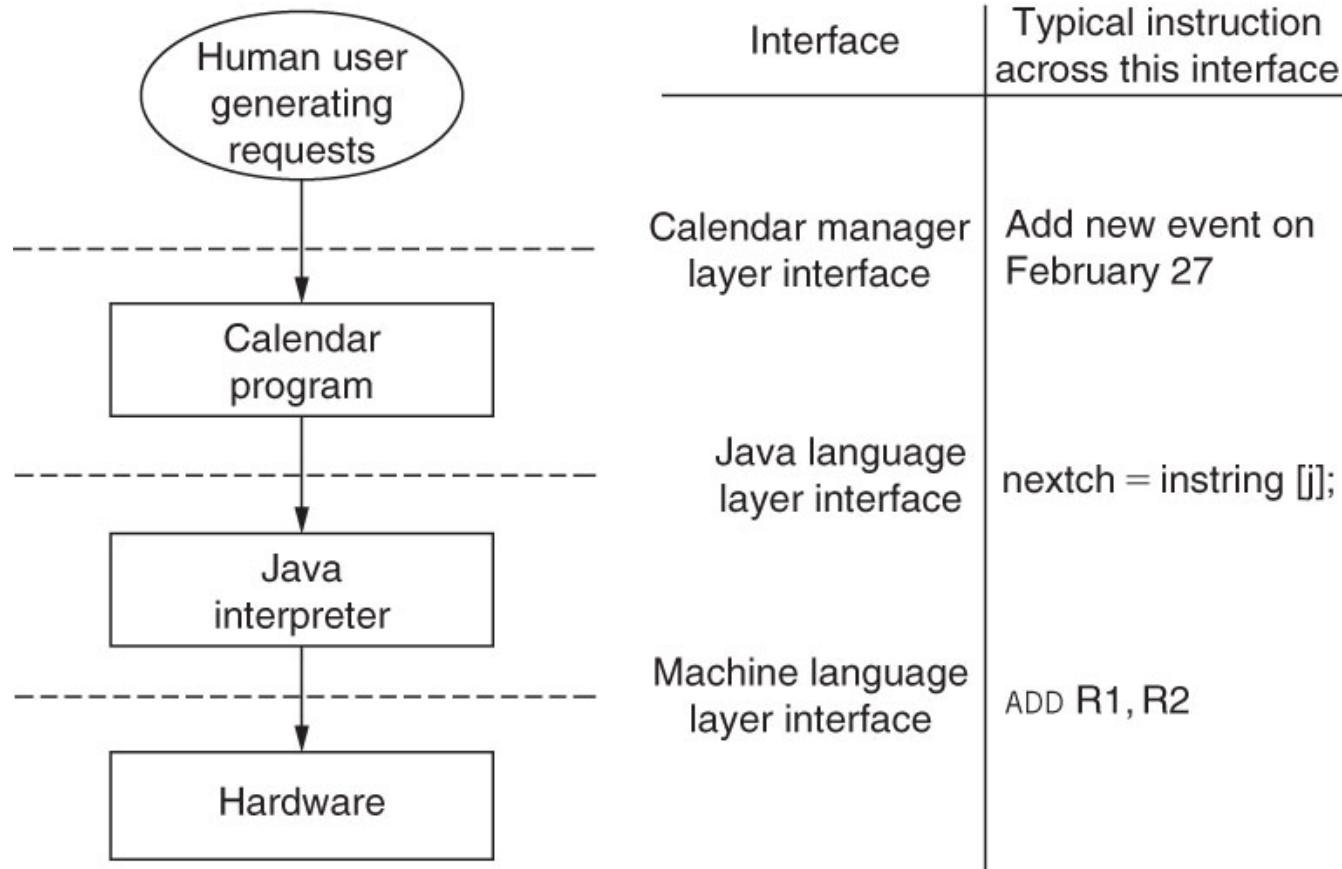 Human user
generating
requests
Calendar
program
Java
interpreter
Hardware
Interface
Typical instruction
across this interface
Calendar manager
layer interface
Add new event on
February 27
Java language
layer interface
nextch = instring [j];
Machine language
layer interface
ADD R1, R2